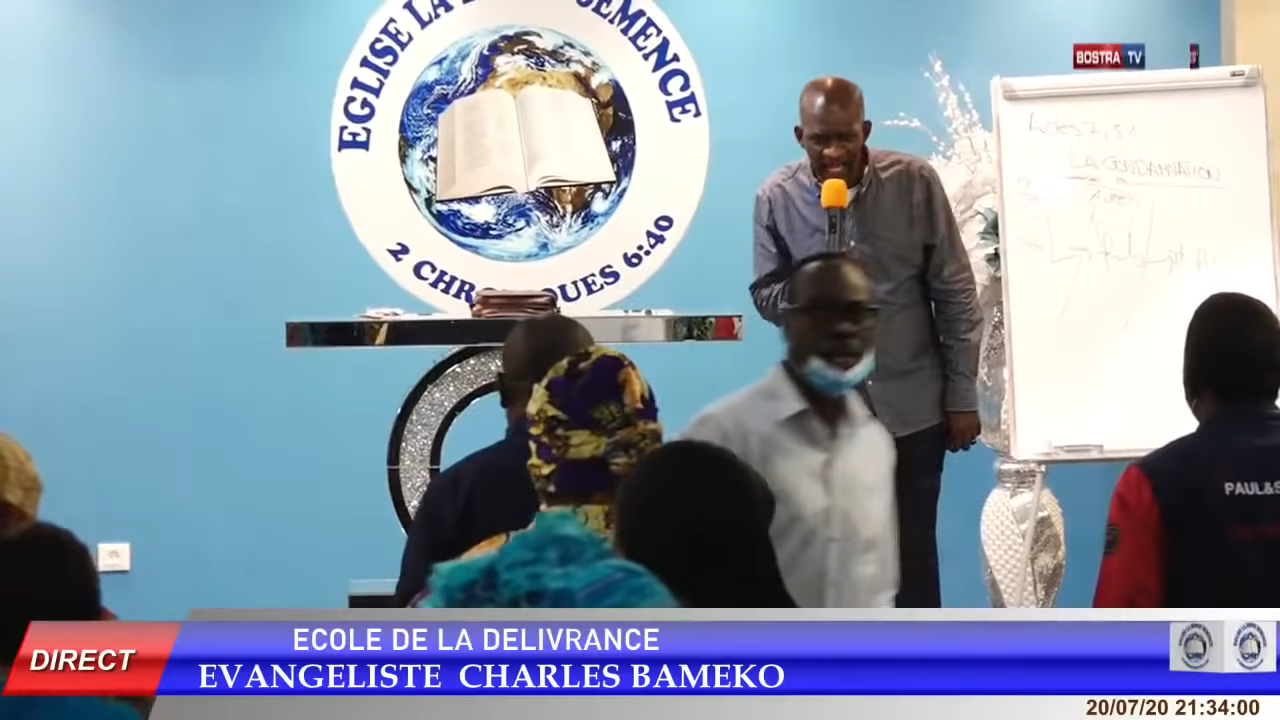 EGLISE LA
SEMENCE
2 CHR
QUES 6:40
BOSTRA TV
LA CONDAMNATION
PAUL&S
DIRECT
ECOLE DE LA DELIVRANCE
EVANGELISTE CHARLES BAMEKO
20/07/20 21:34:00